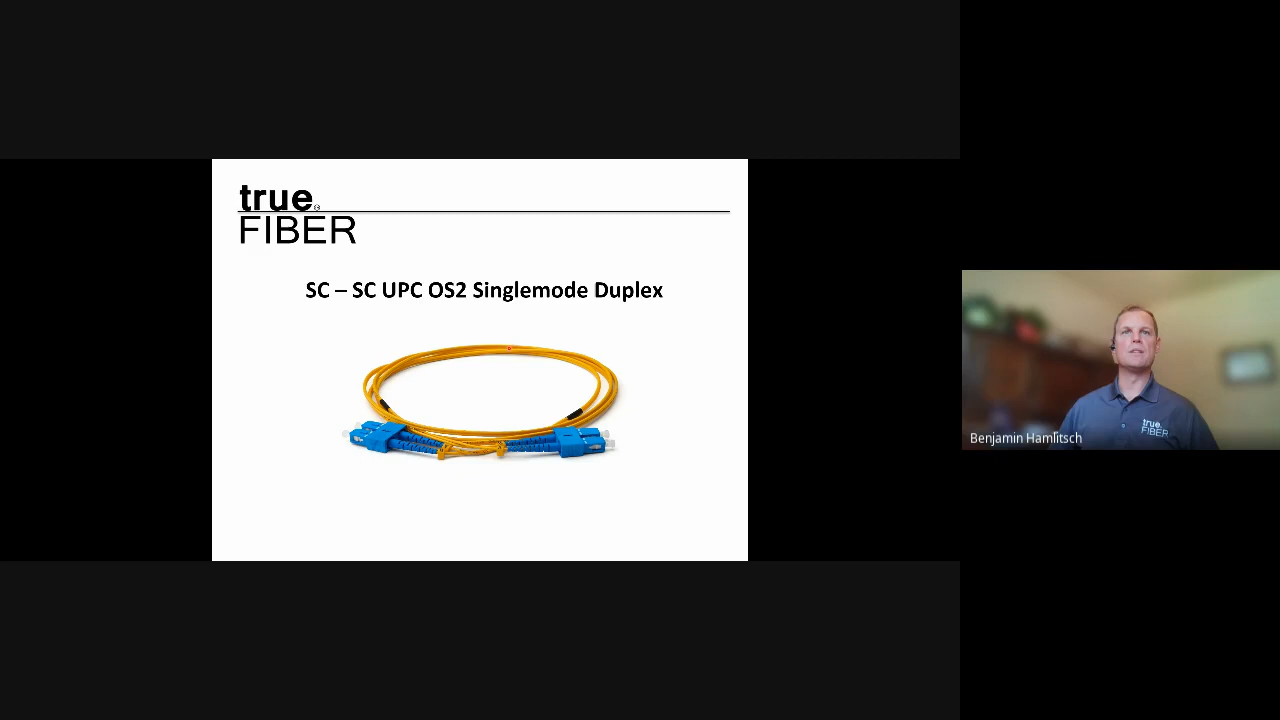 true®
FIBER
SC – SC UPC OS2 Singlemode Duplex
Benjamin Hamlitsch
true.
FIBER